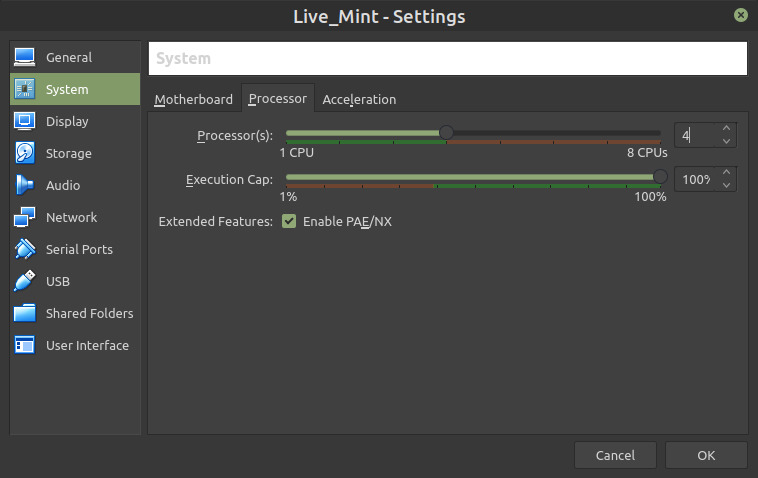 Live_Mint - Settings
General
System
Display
Storage
Audio
Network
Serial Ports
USB
Shared Folders
User Interface
System
Motherboard Processor Acceleration
Processor(s): 4
1 CPU 8 CPUs
Execution Cap: 100%
1% 100%
Extended Features: Enable PAE/NX
Cancel OK